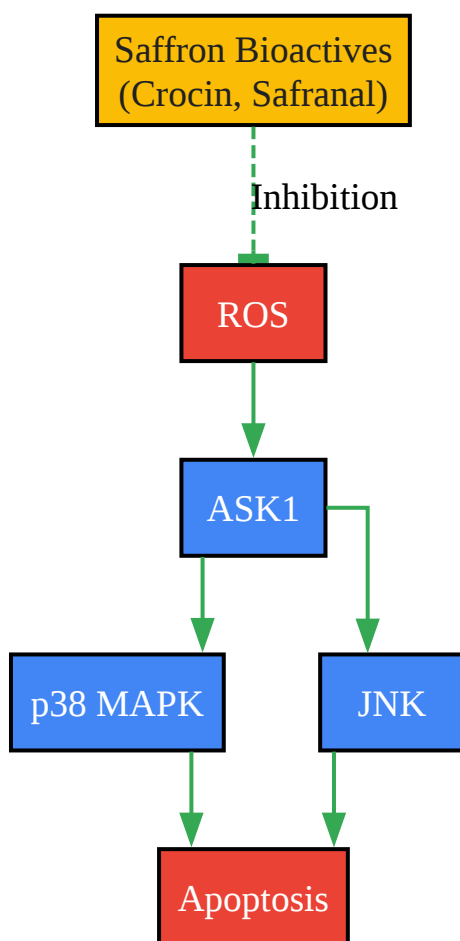 Saffron Bioactives
(Crocin, Safranal)
Inhibition
ROS
ASK1
p38 MAPK
JNK
Apoptosis